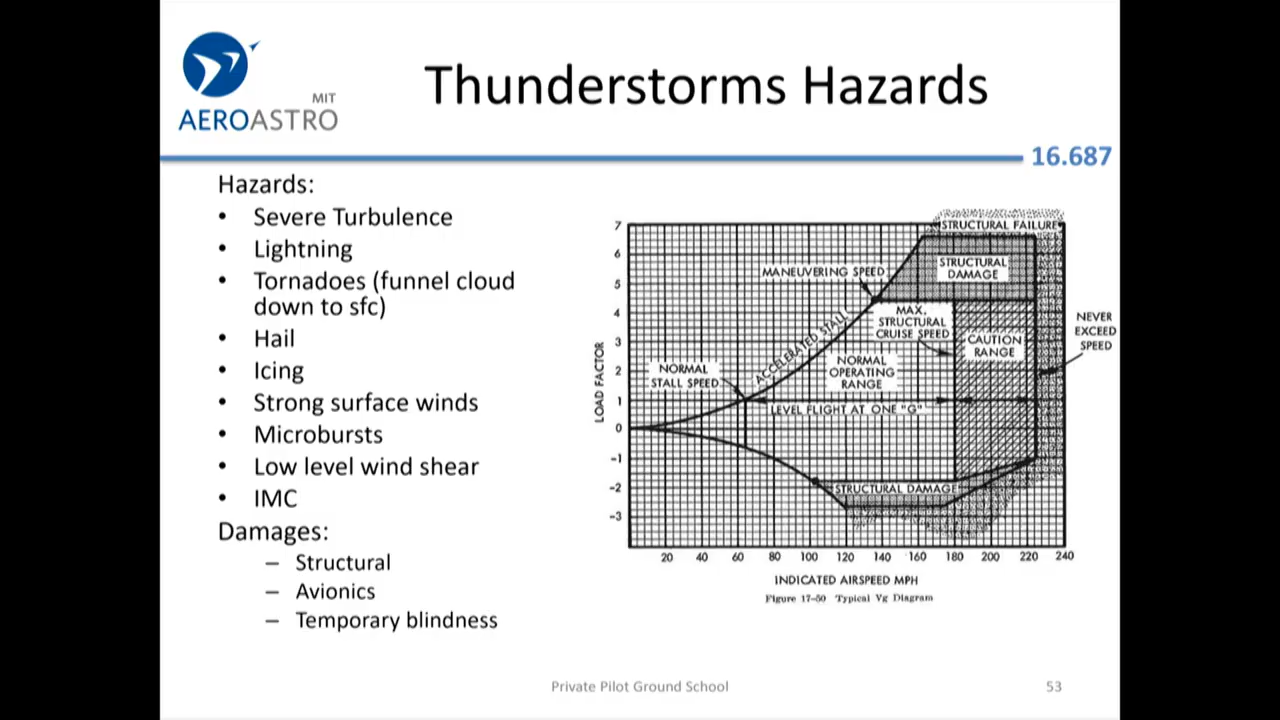 MIT
AEROASTRO
Thunderstorms Hazards
16.687
Hazards:
• Severe Turbulence
• Lightning
• Tornadoes (funnel cloud
down to sfc)
• Hail
• Icing
• Strong surface winds
• Microbursts
• Low level wind shear
• IMC
Damages:
– Structural
– Avionics
– Temporary blindness
STRUCTURAL FAILURE
STRUCTURAL
DAMAGE
MANEUVERING SPEED
MAX.
STRUCTURAL
CRUISE SPEED
NEVER
EXCEED
SPEED
CAUTION
RANGE
ACCELERATED STALL
NORMAL
STALL SPEED
NORMAL
OPERATING
RANGE
LEVEL FLIGHT AT ONE "G"
STRUCTURAL DAMAGE
LOAD FACTOR
7
6
5
4
3
2
1
0
-1
-2
-3
20 40 60 80 100 120 140 160 180 200 220 240
INDICATED AIRSPEED MPH
Figure 17-50 Typical Vg Diagram
Private Pilot Ground School
53